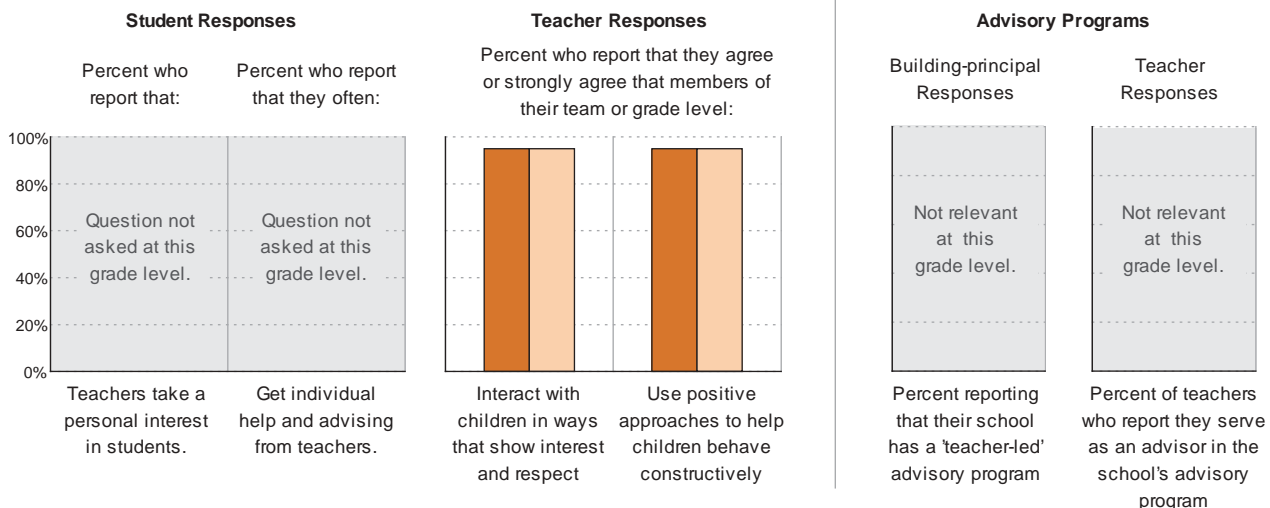 Student Responses
Percent who
report that:
Percent who report
that they often:
100%
80%
60%
40%
20%
0%
Question not
asked at this
grade level.
Question not
asked at this
grade level.
Teachers take a
personal interest
in students.
Get individual
help and advising
from teachers.
Teacher Responses
Percent who report that they agree
or strongly agree that members of
their team or grade level:
Interact with
children in ways
that show interest
and respect
Use positive
approaches to help
children behave
constructively
Advisory Programs
Building-principal
Responses
Not relevant
at this
grade level.
Percent reporting
that their school
has a 'teacher-led’
advisory program
Teacher
Responses
Not relevant
at this
grade level.
Percent of teachers
who report they serve
as an advisor in the
school’s advisory
program